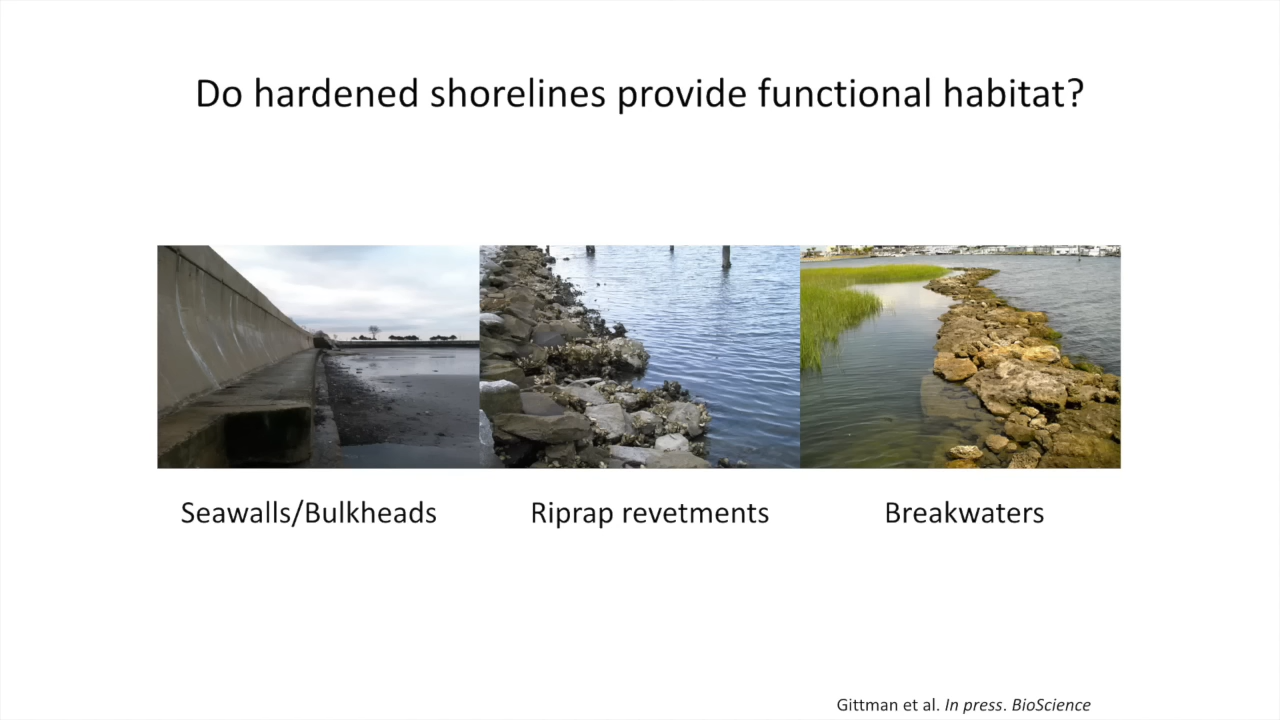 Do hardened shorelines provide functional habitat?
Seawalls/Bulkheads
Riprap revetments
Breakwaters
Gittman et al. In press. BioScience